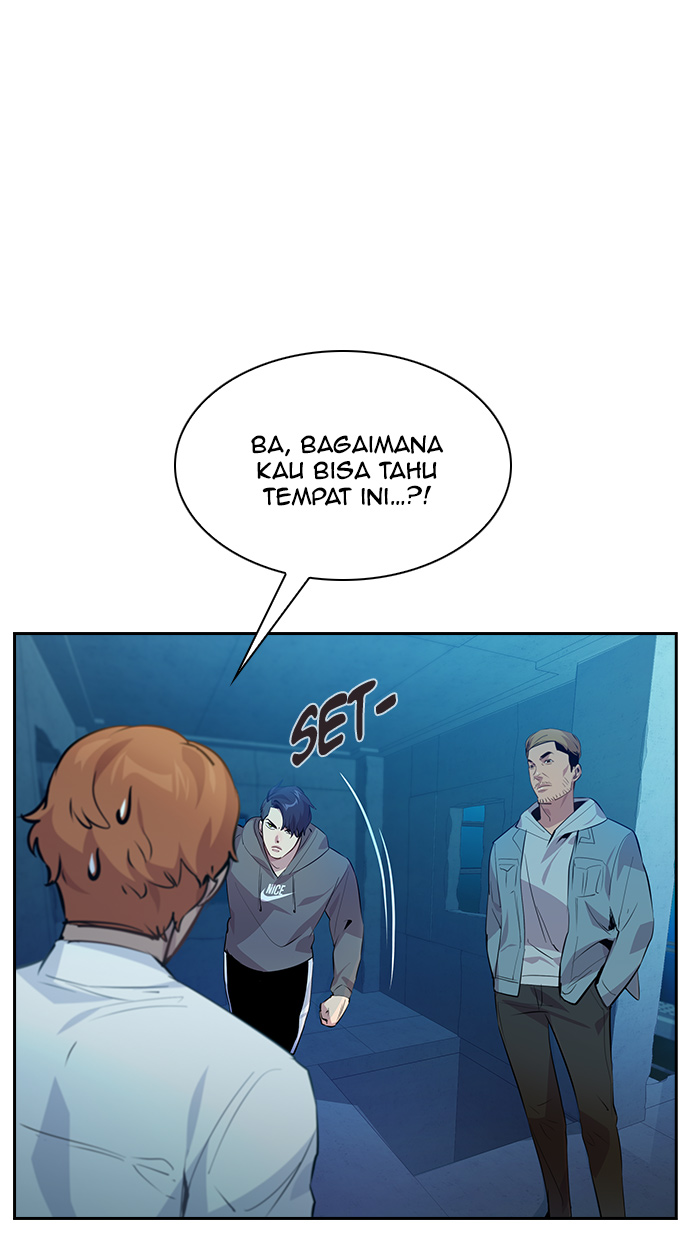 BA, BAGAIMANA
KAU BISA TAHU
TEMPAT INI...?!
SET-
NICE